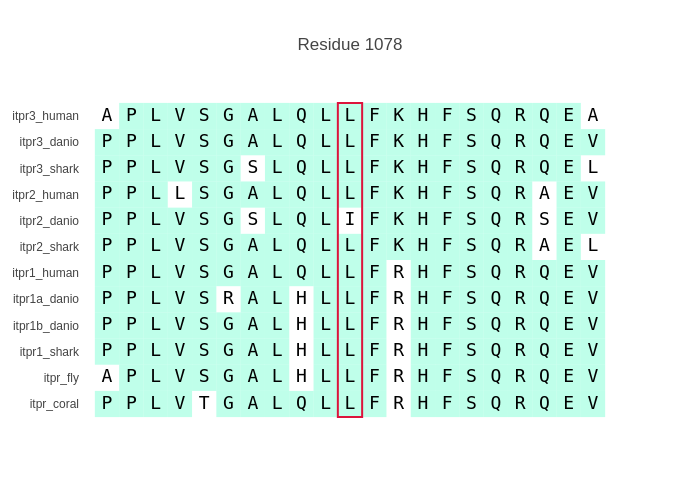 Residue 1078
itpr3_human A P L V S G A L Q L L F K H F S Q R Q E A
itpr3_danio P P L V S G A L Q L L F K H F S Q R Q E V
itpr3_shark P P L V S G S L Q L L F K H F S Q R Q E L
itpr2_human P P L L S G A L Q L L F K H F S Q R A E V
itpr2_danio P P L V S G S L Q L I F K H F S Q R S E V
itpr2_shark P P L V S G A L Q L L F K H F S Q R A E L
itpr1_human P P L V S G A L Q L L F R H F S Q R Q E V
itpr1a_danio P P L V S R A L H L L F R H F S Q R Q E V
itpr1b_danio P P L V S G A L H L L F R H F S Q R Q E V
itpr1_shark P P L V S G A L H L L F R H F S Q R Q E V
itpr_fly A P L V S G A L H L L F R H F S Q R Q E V
itpr_coral P P L V T G A L Q L L F R H F S Q R Q E V